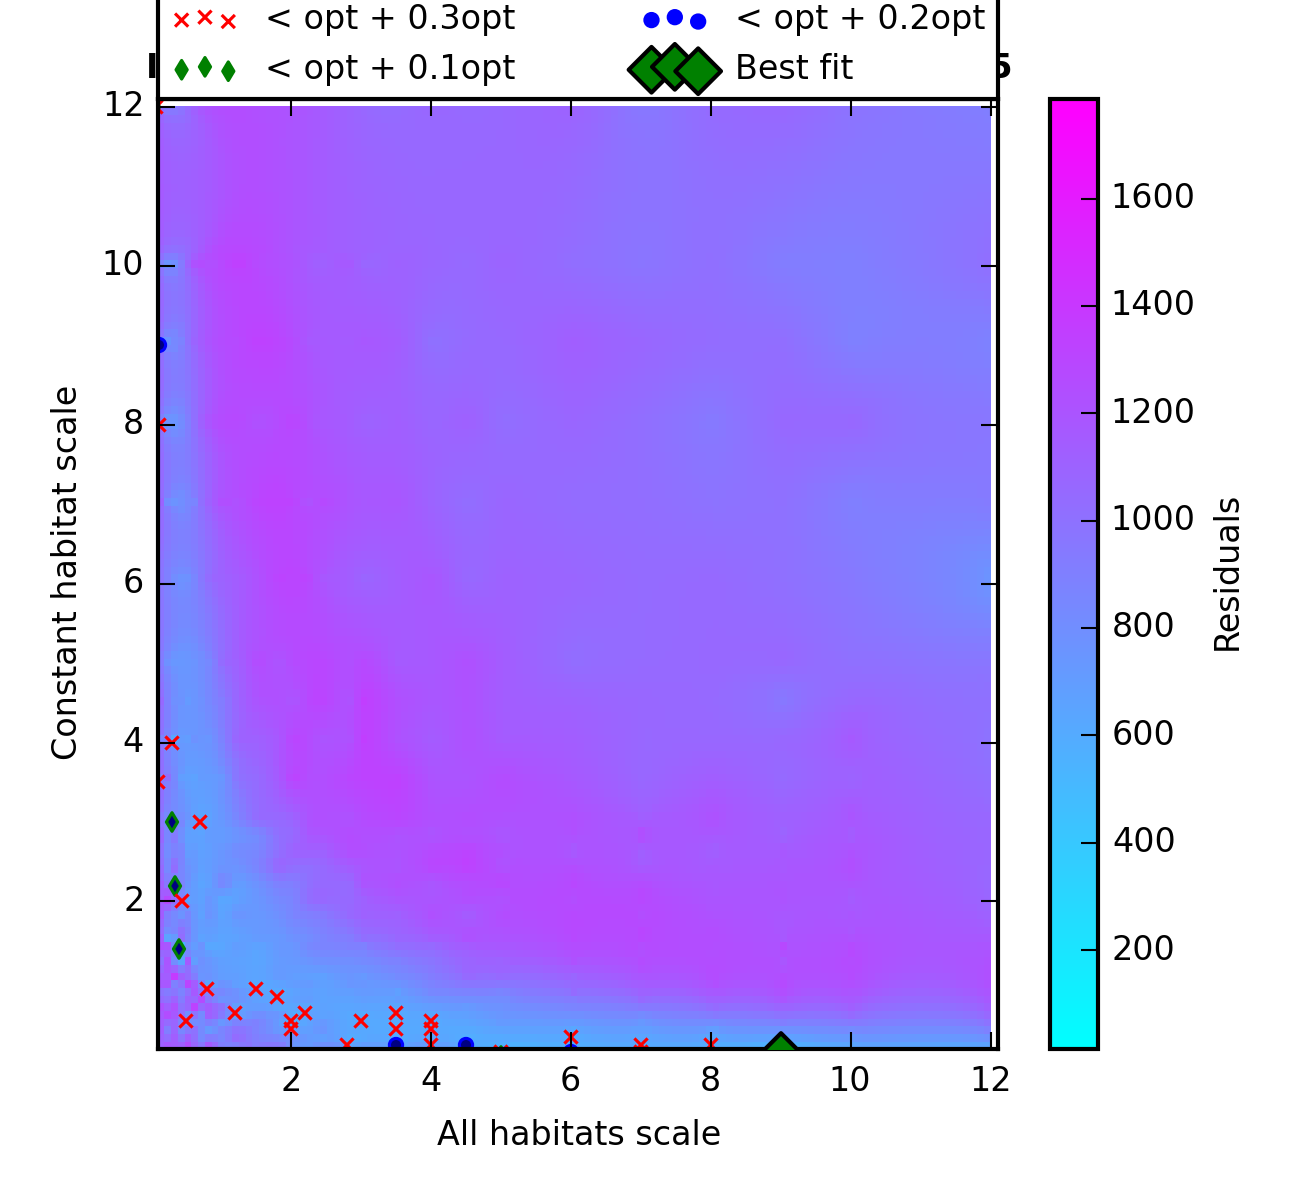 < opt + 0.3opt < opt + 0.2opt
< opt + 0.1opt Best fit
12
10
8
6
4
2
2 4 6 8 10 12
All habitats scale
Constant habitat scale
1600
1400
1200
1000
800
600
400
200
Residuals